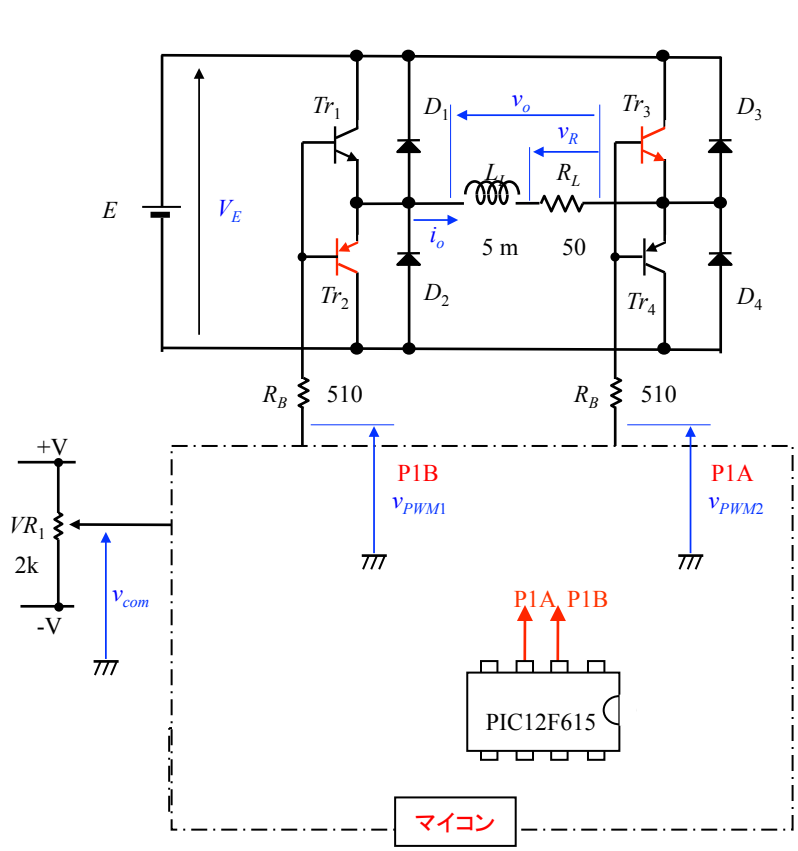 Tr1
D1
vo
Tr3
D3
vR
LL
RL
E
VE
io
5 m
50
Tr2
D2
Tr4
D4
RB
510
RB
510
+V
P1B
P1A
vPWM1
vPWM2
VR1
2k
vcom
-V
P1A
P1B
PIC12F615
マイコン